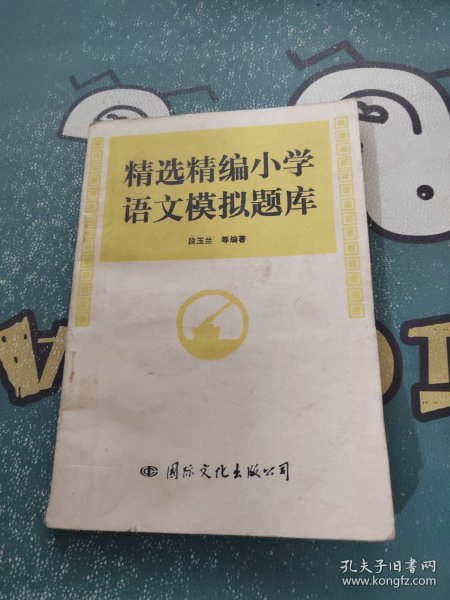 精选精编小学
语文模拟题库
段玉兰 等编著
国际文化出版公司
孔夫子旧书网
www.kongfz.com